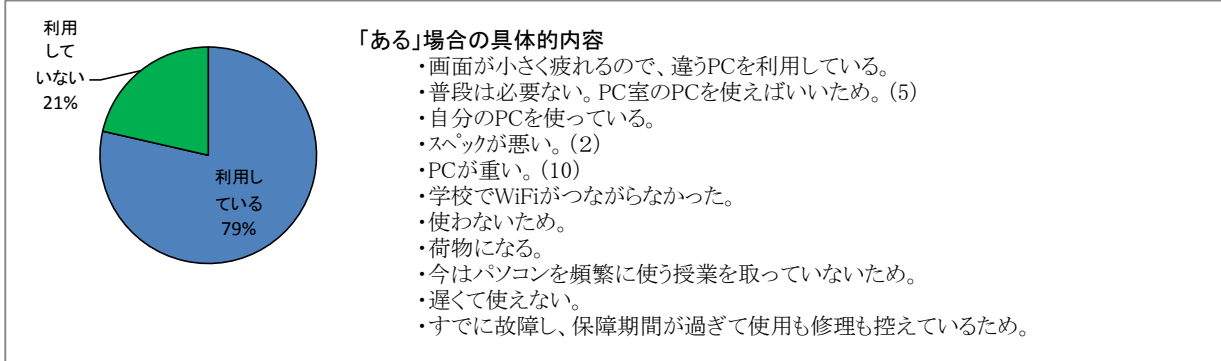 利用
して
いない
21%
利用し
ている
79%
「ある」場合の具体的内容
・画面が小さく疲れるので、違うPCを利用している。
・普段は必要ない。PC室のPCを使えばいいため。(5)
・自分のPCを使っている。
・スペックが悪い。(2)
・PCが重い。(10)
・学校でWiFiがつながらなかった。
・使わないため。
・荷物になる。
・今はパソコンを頻繁に使う授業を取っていないため。
・遅くて使えない。
・すでに故障し、保障期間が過ぎて使用も修理も控えているため。